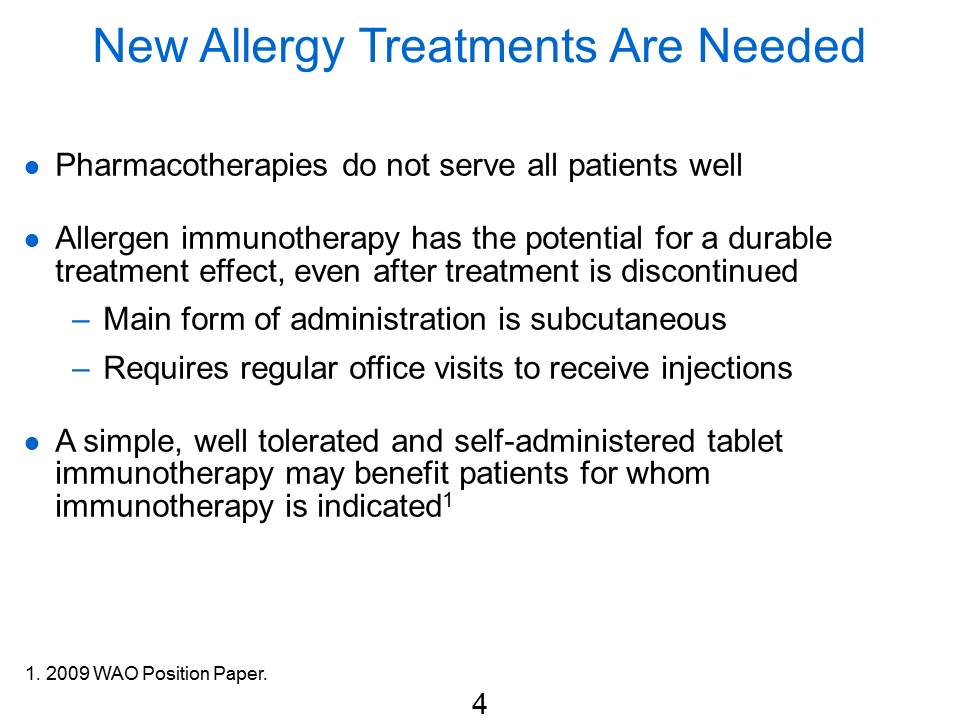 New Allergy Treatments Are Needed
● Pharmacotherapies do not serve all patients well
● Allergen immunotherapy has the potential for a durable
treatment effect, even after treatment is discontinued
– Main form of administration is subcutaneous
– Requires regular office visits to receive injections
● A simple, well tolerated and self-administered tablet
immunotherapy may benefit patients for whom
immunotherapy is indicated¹
1. 2009 WAO Position Paper.
4